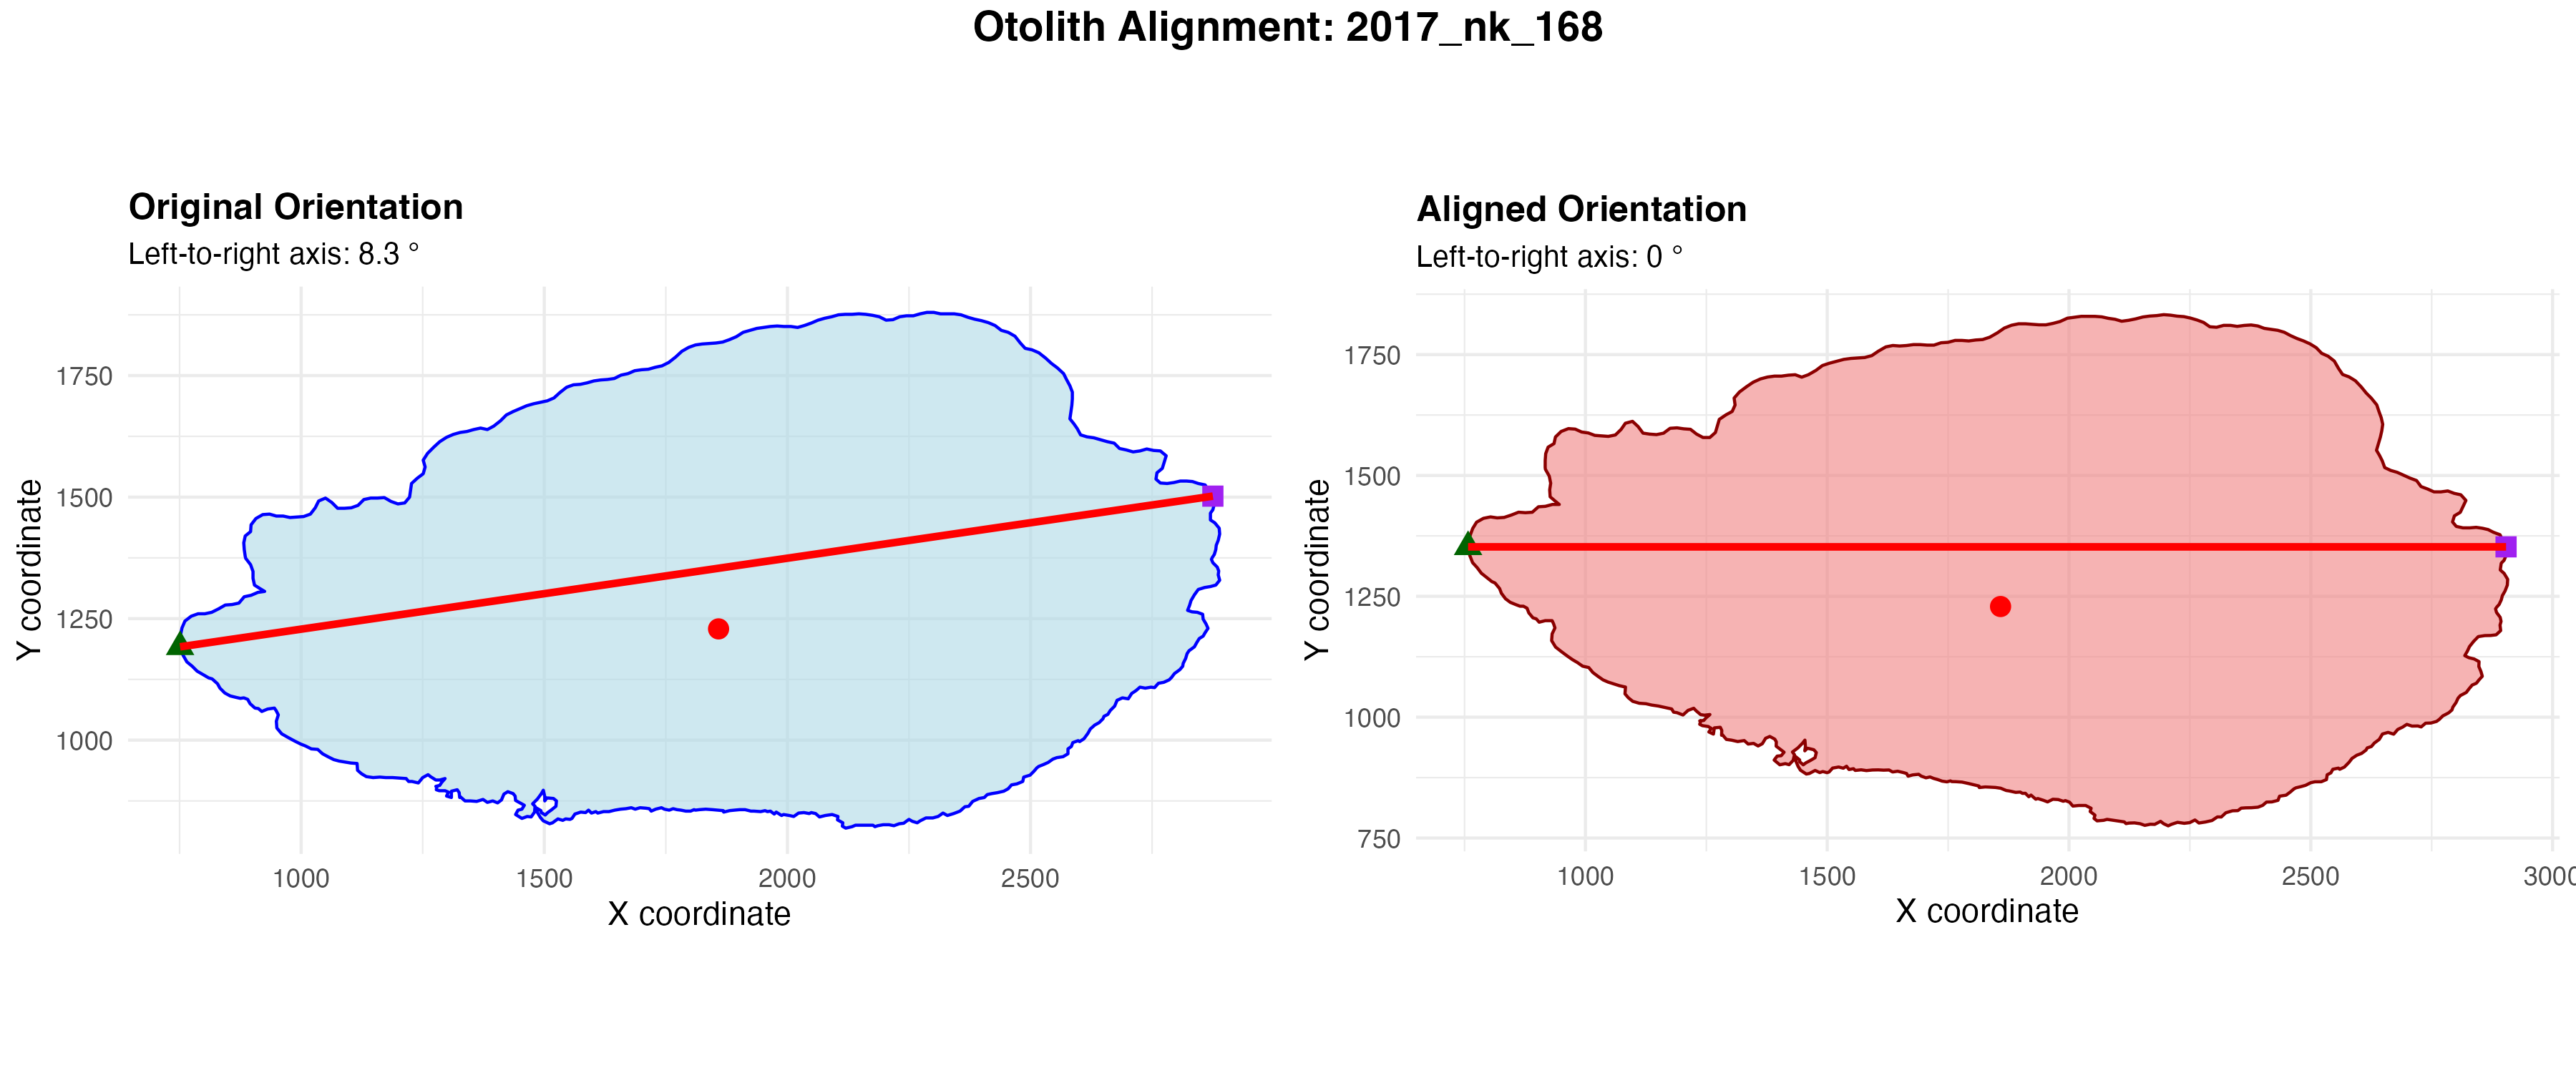 Otolith Alignment: 2017_nk_168
Original Orientation
Left-to-right axis: 8.3 °
Y coordinate
1750
1500
1250
1000
1000
1500
2000
2500
X coordinate
Aligned Orientation
Left-to-right axis: 0 °
Y coordinate
1750
1500
1250
1000
750
1000
1500
2000
2500
3000
X coordinate